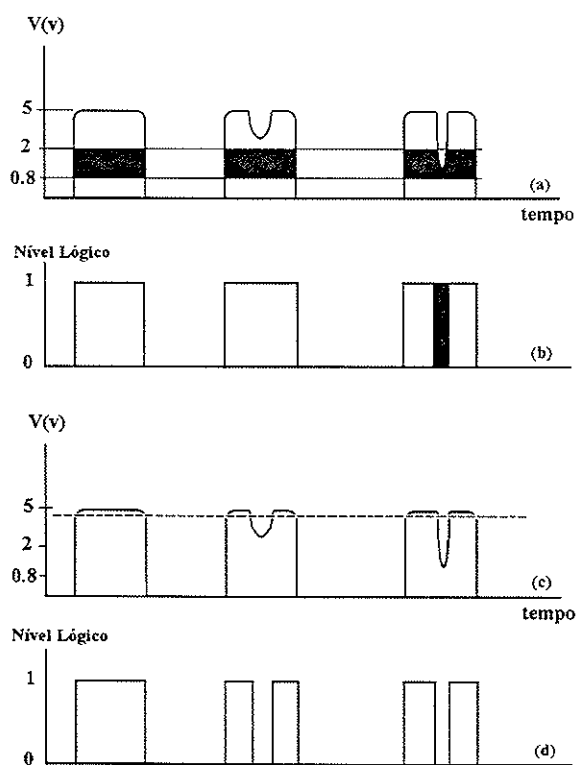 V(v)
5
2
0.8
(a)
tempo
Nível Lógico
1
0
(b)
V(v)
5
2
0.8
(c)
tempo
Nível Lógico
1
0
(d)